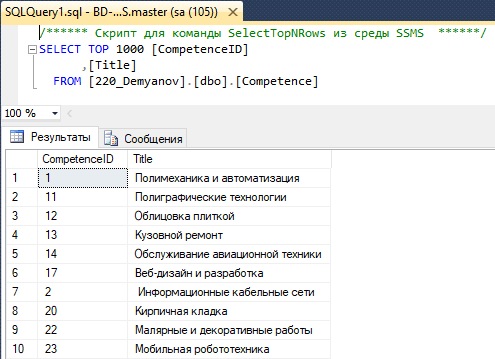 SQLQuery1.sql - BD-...S.master (sa (105))
/****** Скрипт для команды SelectTopNRows из среды SSMS ******/
SELECT TOP 1000 [CompetenceID]
,[Title]
FROM [220_Demyanov].[dbo].[Competence]
100 %
Результаты Сообщения
CompetenceID Title
1 1 Полимеханика и автоматизация
2 11 Полиграфические технологии
3 12 Облицовка плиткой
4 13 Кузовной ремонт
5 14 Обслуживание авиационной техники
6 17 Веб-дизайн и разработка
7 2 Информационные кабельные сети
8 20 Кирпичная кладка
9 22 Малярные и декоративные работы
10 23 Мобильная робототехника